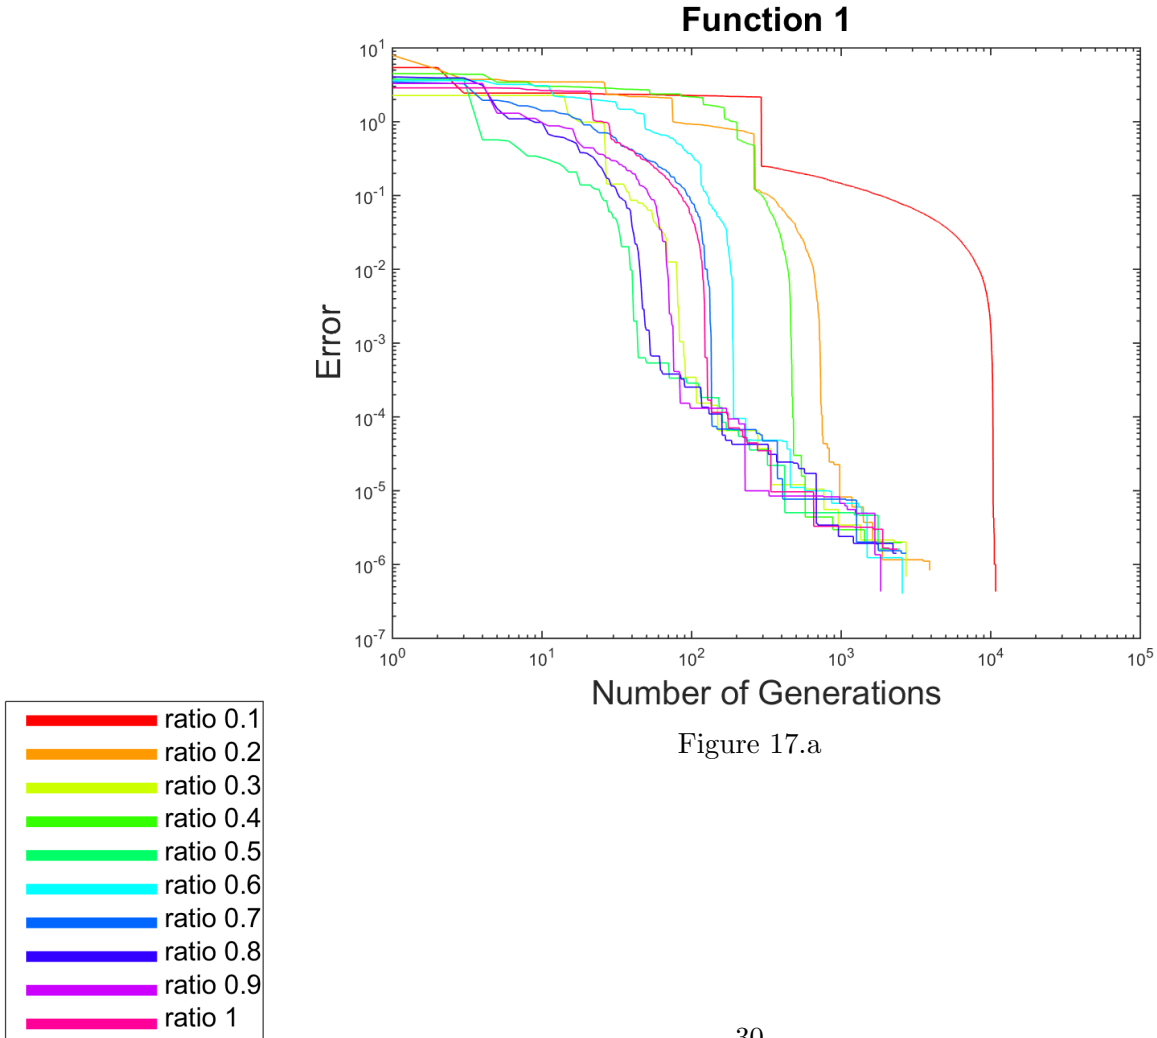 Function 1
10^1
10^0
10^-1
10^-2
10^-3
10^-4
10^-5
10^-6
10^-7
Error
10^0 10^1 10^2 10^3 10^4 10^5
Number of Generations
Figure 17.a
ratio 0.1
ratio 0.2
ratio 0.3
ratio 0.4
ratio 0.5
ratio 0.6
ratio 0.7
ratio 0.8
ratio 0.9
ratio 1
30